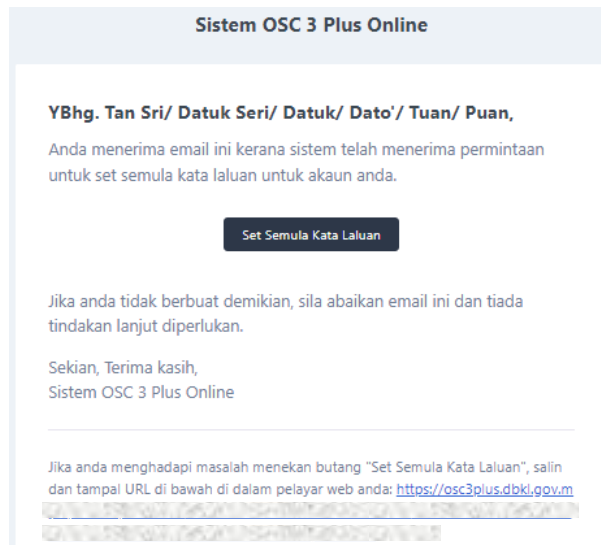 Sistem OSC 3 Plus Online
YBhg. Tan Sri/ Datuk Seri/ Datuk/ Dato'/ Tuan/ Puan,
Anda menerima email ini kerana sistem telah menerima permintaan
untuk set semula kata laluan untuk akaun anda.
Set Semula Kata Laluan
Jika anda tidak berbuat demikian, sila abaikan email ini dan tiada
tindakan lanjut diperlukan.
Sekian, Terima kasih,
Sistem OSC 3 Plus Online
Jika anda menghadapi masalah menekan butang "Set Semula Kata Laluan", salin
dan tampal URL di bawah di dalam pelayar web anda: https://osc3plus.dbkl.gov.m